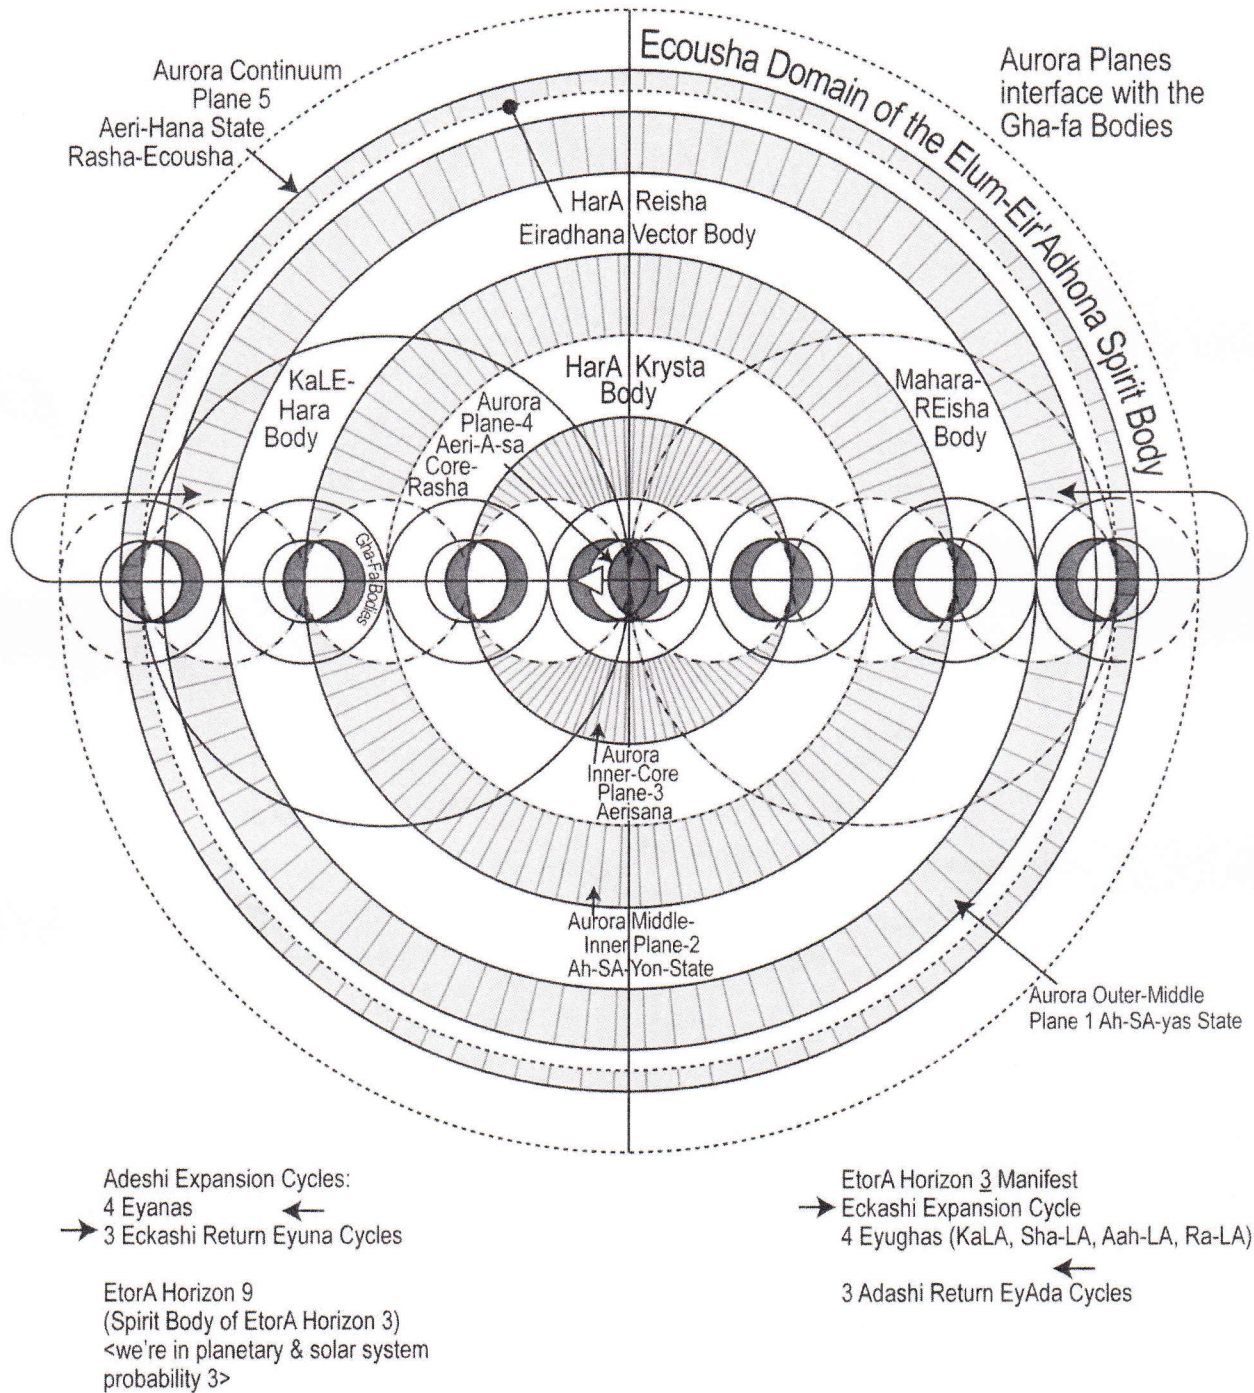 Ecousha Domain of the Elum-Eir'Adhona Spirit Body
Aurora Planes
interface with the
Gha-fa Bodies
Aurora Continuum
Plane 5
Aeri-Hana State
Rasha-Ecousha
HarA Reisha
Eiradhana Vector Body
HarA Krysta
Body
KaLE-
Hara
Body
Aurora
Plane-4
Aeri-A-sa
Core-
Rasha
Mahara-
REisha
Body
Gha-Fa Bodies
Aurora
Inner-Core
Plane-3
Aerisana
Aurora Middle-
Inner Plane-2
Ah-SA-Yon-State
Aurora Outer-Middle
Plane 1 Ah-SA-yas State
Adeshi Expansion Cycles:
4 Eyanas
3 Eckashi Return Eyuna Cycles
EtorA Horizon 9
(Spirit Body of EtorA Horizon 3)
<we're in planetary & solar system
probability 3>
EtorA Horizon 3 Manifest
Eckashi Expansion Cycle
4 Eyughas (KaLA, Sha-LA, Aah-LA, Ra-LA)
3 Adashi Return EyAda Cycles